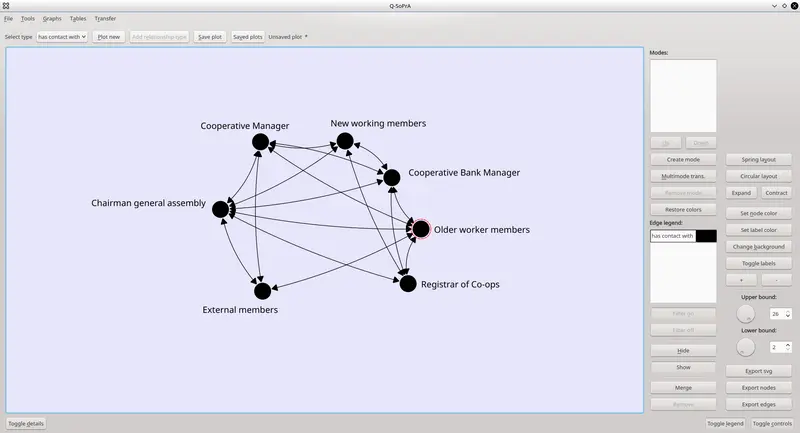 Q-SoPrA
File Tools Graphs Tables Transfer
Select type has contact with Plot new Add relationship type Save plot Saved plots Unsaved plot *
Cooperative Manager
New working members
Cooperative Bank Manager
Chairman general assembly
Older worker members
Registrar of Co-ops
External members
Modes:
Up Down
Create mode
Multimode trans.
Remove mode
Restore colors
Edge legend:
has contact with
Filter on
Filter off
Hide
Show
Merge
Remove
Spring layout
Circular layout
Expand Contract
Set node color
Set label color
Change background
Toggle labels
+ -
Upper bound:
26
Lower bound:
2
Export svg
Export nodes
Export edges
Toggle details
Toggle legend Toggle controls